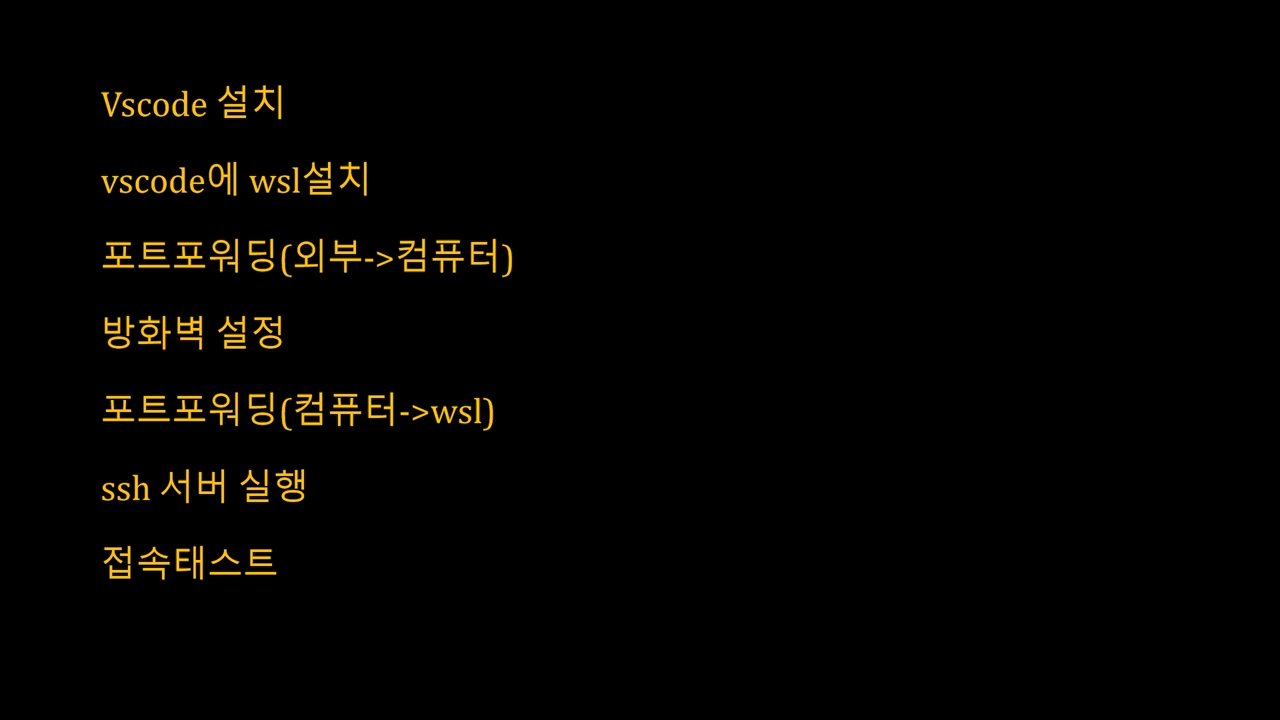 Vscode 설치
vscode에 wsl설치
포트포워딩(외부->컴퓨터)
방화벽 설정
포트포워딩(컴퓨터->wsl)
ssh 서버 실행
접속태스트